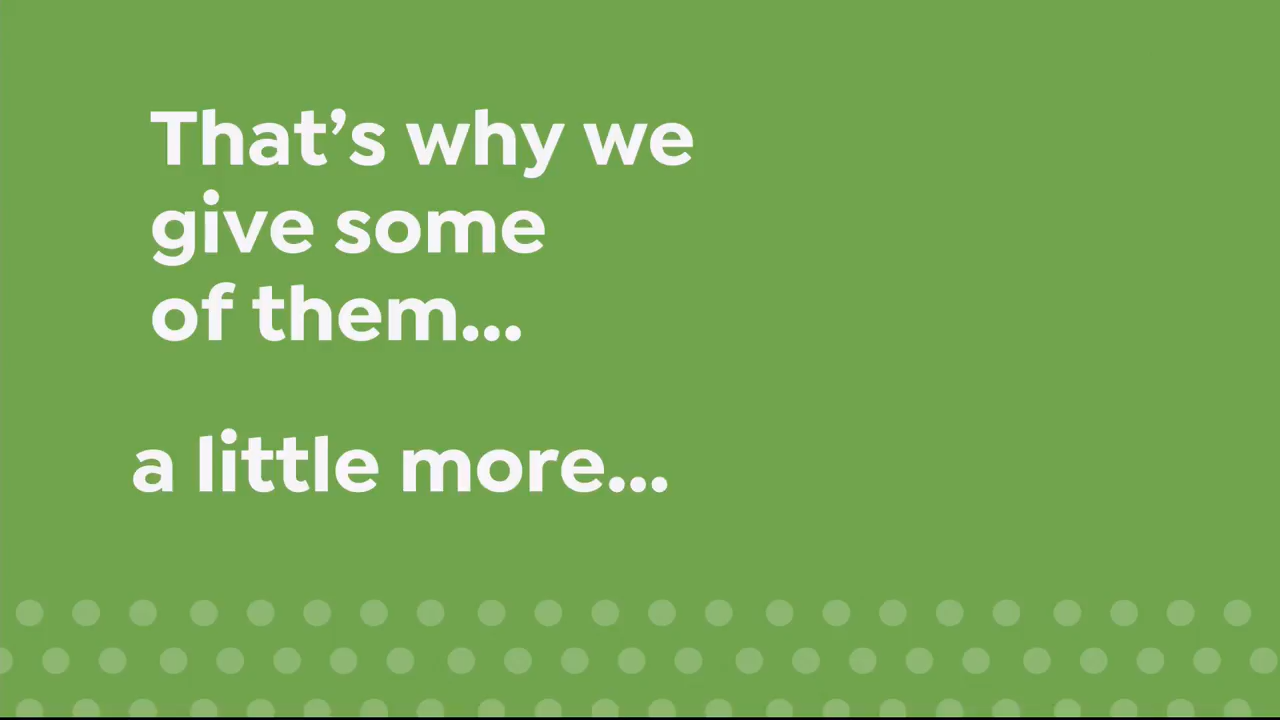 That’s why we
give some
of them...
a little more...